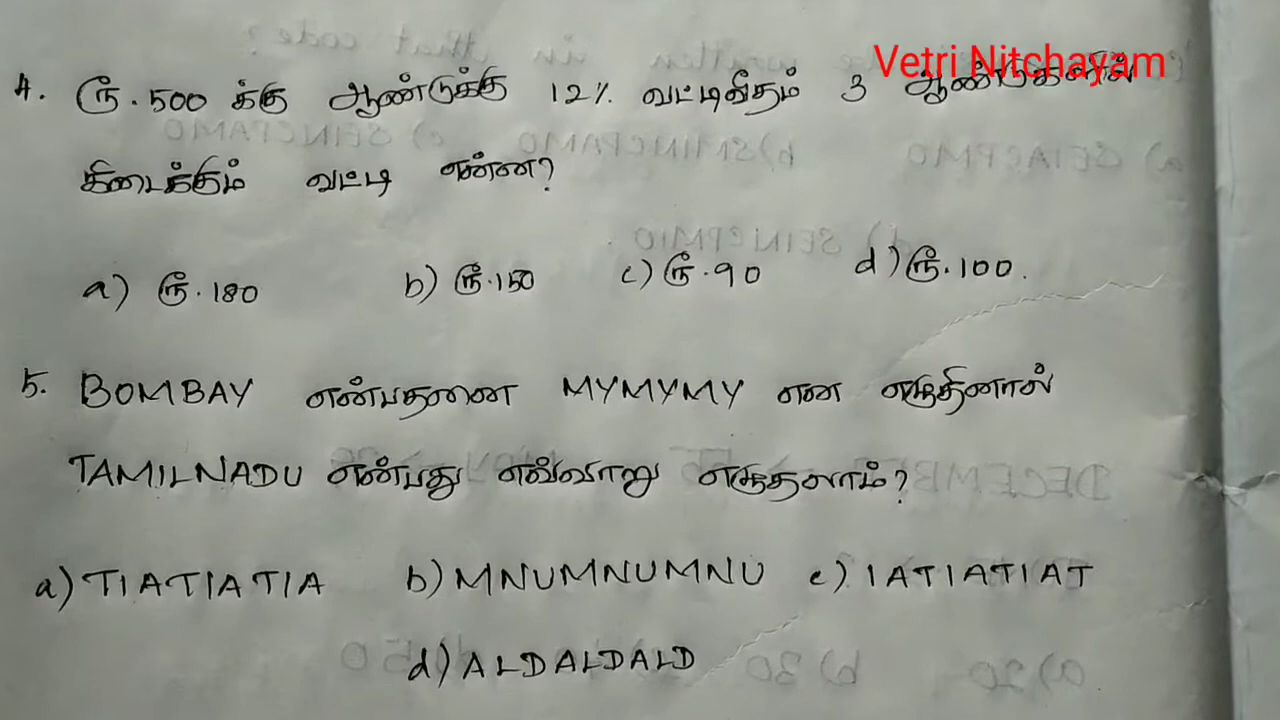 Vetri Nitchayam
4. ரூ.500 க்கு ஆண்டுக்கு 12% வட்டிவீதம் 3 ஆண்டுகளில்
கிடைக்கும் வட்டி என்ன?
a) ரூ.180 b) ரூ.150 c) ரூ.90 d) ரூ.100.
5. BOMBAY என்பதனை MYMYMY என எழுதினால்
TAMILNADU என்பது எவ்வாறு எழுதலாம்?
a) TIATIATIA b) MNUMNUMNU c) IATIATIAT
d) ALDALDALD